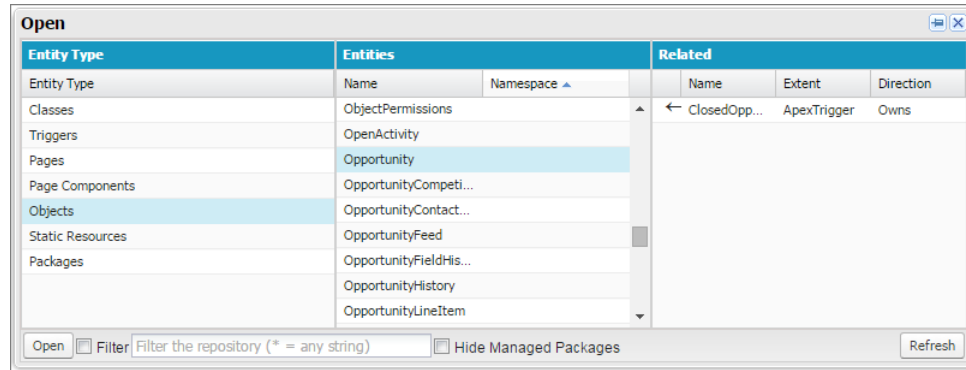 Open
Entity Type Entities Related
Entity Type Name Namespace Name Extent Direction
Classes ObjectPermissions ClosedOpp... ApexTrigger Owns
Triggers OpenActivity
Pages Opportunity
Page Components OpportunityCompeti...
Objects OpportunityContact...
Static Resources OpportunityFeed
Packages OpportunityFieldHis...
OpportunityHistory
OpportunityLineItem
Open Filter Filter the repository (* = any string) Hide Managed Packages Refresh